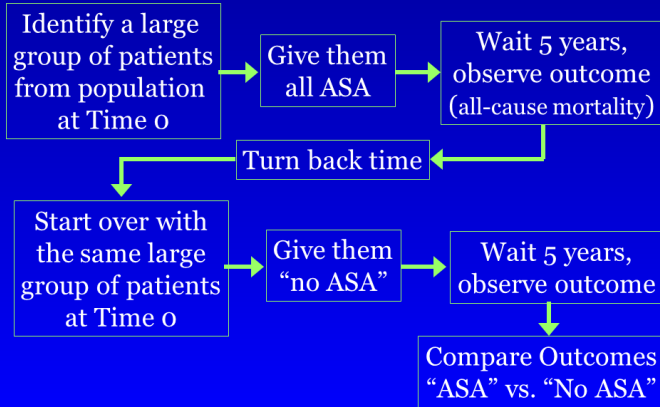 Identify a large
group of patients
from population
at Time 0
Give them
all ASA
Wait 5 years,
observe outcome
(all-cause mortality)
Turn back time
Start over with
the same large
group of patients
at Time 0
Give them
“no ASA”
Wait 5 years,
observe outcome
Compare Outcomes
“ASA” vs. “No ASA”